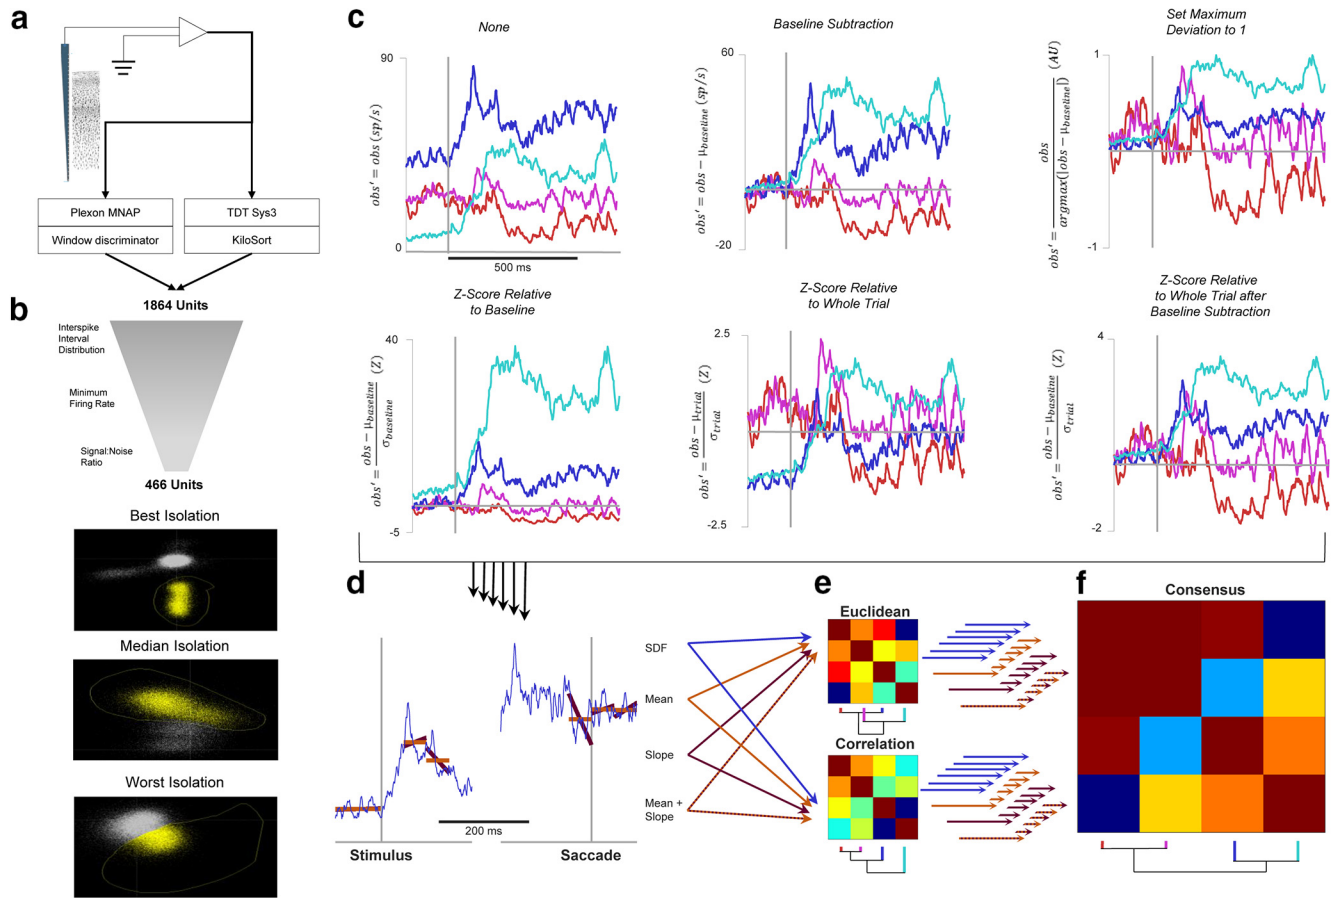 a
Plexon MNAP
Window discriminator
TDT Sys3
KiloSort
1864 Units
b
Interspike
Interval
Distribution
Minimum
Firing Rate
Signal:Noise
Ratio
466 Units
Best Isolation
Median Isolation
Worst Isolation
c
None
90
obs' = obs (sp/s)
0
500 ms
Baseline Subtraction
60
obs' = obs − μbaseline (sp/s)
-20
Set Maximum
Deviation to 1
1
obs' = obs / argmax(|obs − μbaseline|) (AU)
-1
Z-Score Relative
to Baseline
40
obs' = obs − μbaseline / σbaseline (Z)
-5
Z-Score Relative
to Whole Trial
2.5
obs' = obs − μtrial / σtrial (Z)
-2.5
Z-Score Relative
to Whole Trial after
Baseline Subtraction
4
obs' = obs − μbaseline / σtrial (Z)
-2
d
200 ms
Stimulus
Saccade
SDF
Mean
Slope
Mean +
Slope
e
Euclidean
Correlation
f
Consensus